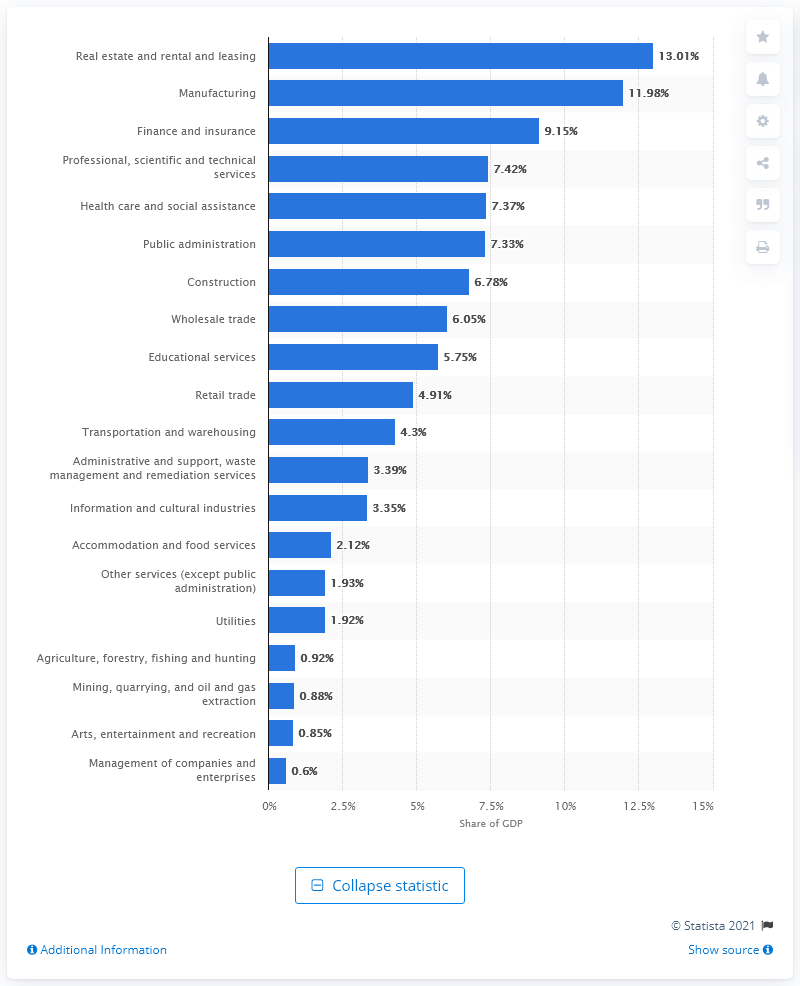 Real estate and rental and leasing 13.01%
Manufacturing 11.98%
Finance and insurance 9.15%
Professional, scientific and technical
services 7.42%
Health care and social assistance 7.37%
Public administration 7.33%
Construction 6.78%
Wholesale trade 6.05%
Educational services 5.75%
Retail trade 4.91%
Transportation and warehousing 4.3%
Administrative and support, waste
management and remediation services 3.39%
Information and cultural industries 3.35%
Accommodation and food services 2.12%
Other services (except public
administration) 1.93%
Utilities 1.92%
Agriculture, forestry, fishing and hunting 0.92%
Mining, quarrying, and oil and gas
extraction 0.88%
Arts, entertainment and recreation 0.85%
Management of companies and
enterprises 0.6%
0% 2.5% 5% 7.5% 10% 12.5% 15%
Share of GDP
Collapse statistic
© Statista 2021
Additional Information Show source